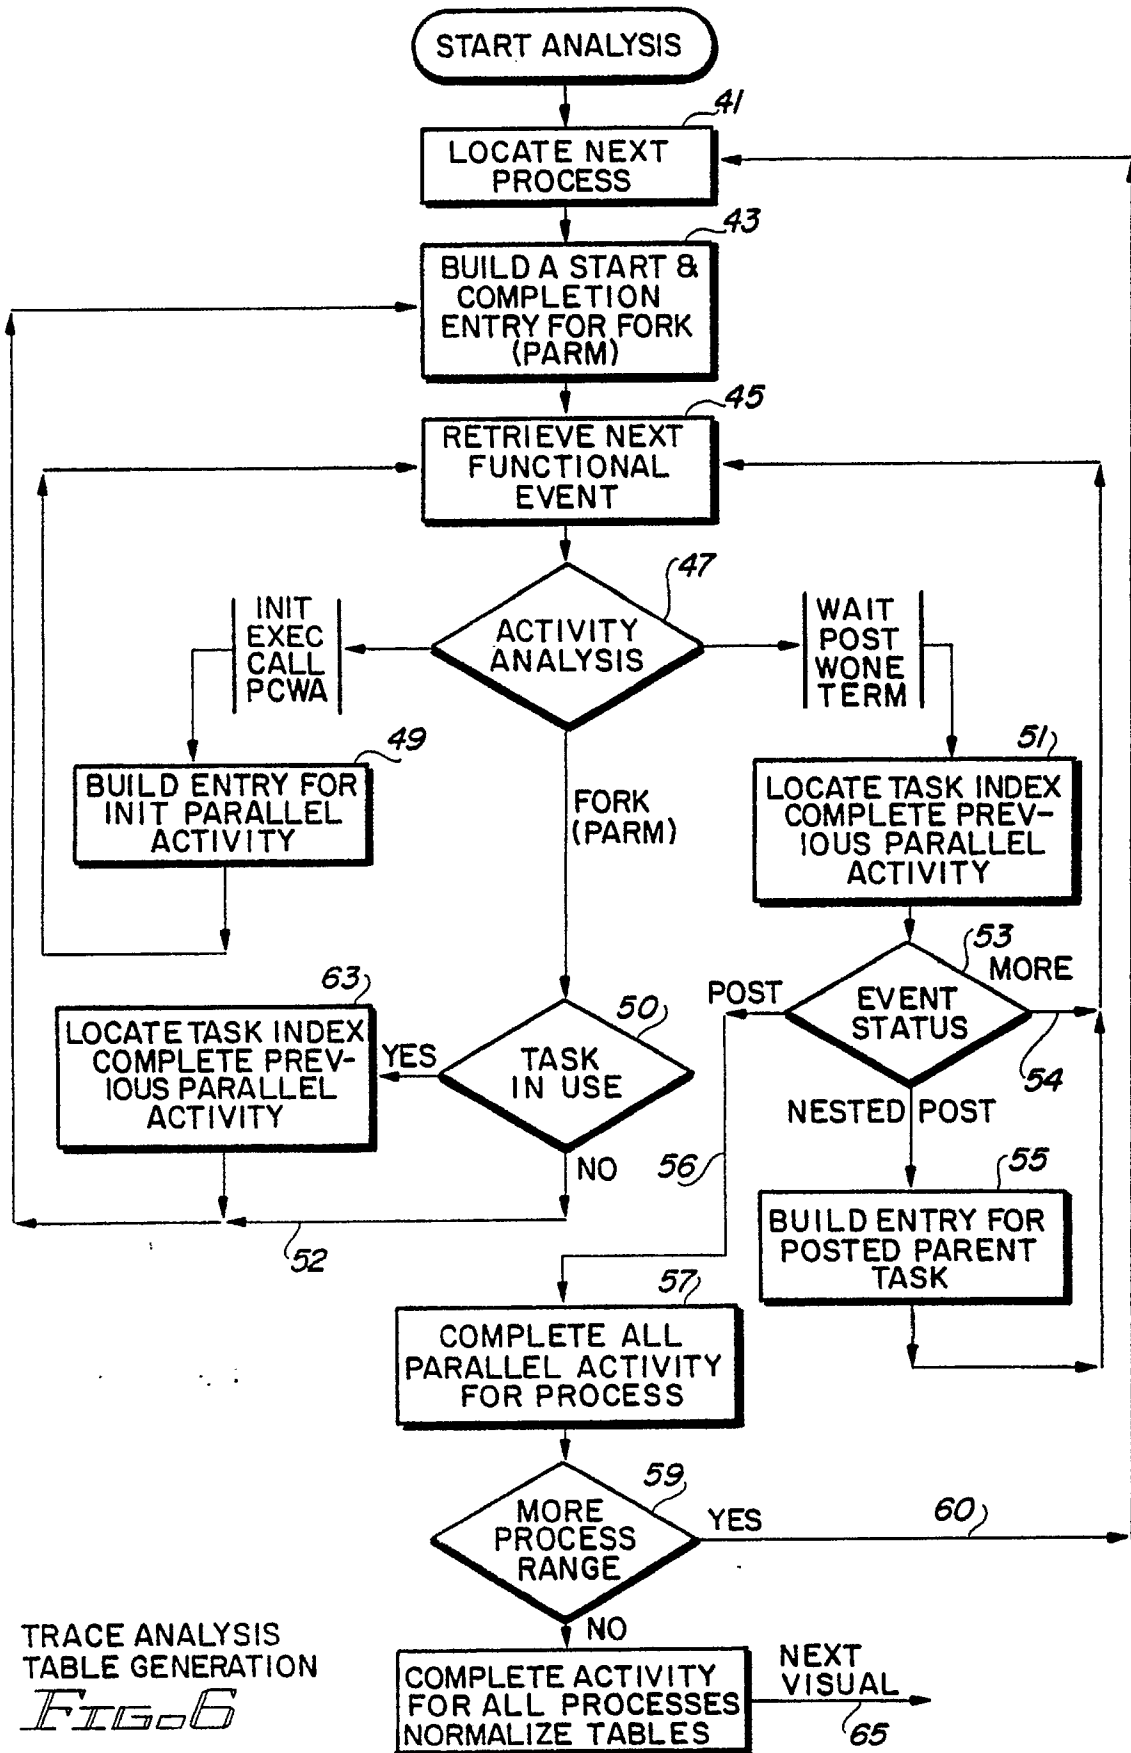 START ANALYSIS
41
LOCATE NEXT
PROCESS
43
BUILD A START &
COMPLETION
ENTRY FOR FORK
(PARM)
45
RETRIEVE NEXT
FUNCTIONAL
EVENT
47
ACTIVITY
ANALYSIS
INIT
EXEC
CALL
PCWA
WAIT
POST
WONE
TERM
49
BUILD ENTRY FOR
INIT PARALLEL
ACTIVITY
FORK
(PARM)
51
LOCATE TASK INDEX
COMPLETE PREV-
IOUS PARALLEL
ACTIVITY
53
MORE
EVENT
STATUS
POST
54
NESTED POST
63
LOCATE TASK INDEX
COMPLETE PREV-
IOUS PARALLEL
ACTIVITY
YES
50
TASK
IN USE
NO
52
56
55
BUILD ENTRY FOR
POSTED PARENT
TASK
57
COMPLETE ALL
PARALLEL ACTIVITY
FOR PROCESS
59
MORE
PROCESS
RANGE
YES
60
NO
COMPLETE ACTIVITY
FOR ALL PROCESSES
NORMALIZE TABLES
NEXT
VISUAL
65
TRACE ANALYSIS
TABLE GENERATION
FIG-6